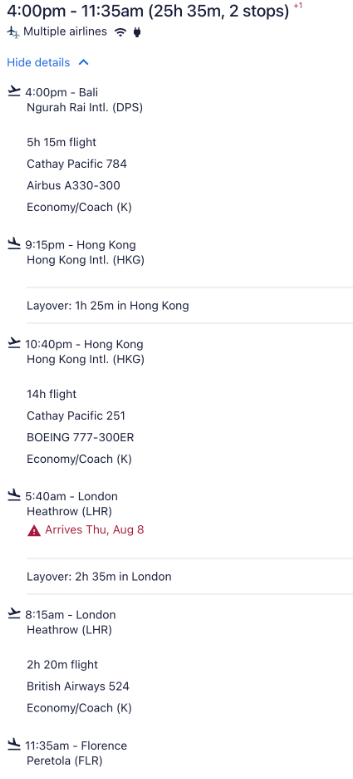 4:00pm - 11:35am (25h 35m, 2 stops) +1
Multiple airlines
Hide details
4:00pm - Bali
Ngurah Rai Intl. (DPS)
5h 15m flight
Cathay Pacific 784
Airbus A330-300
Economy/Coach (K)
9:15pm - Hong Kong
Hong Kong Intl. (HKG)
Layover: 1h 25m in Hong Kong
10:40pm - Hong Kong
Hong Kong Intl. (HKG)
14h flight
Cathay Pacific 251
BOEING 777-300ER
Economy/Coach (K)
5:40am - London
Heathrow (LHR)
Arrives Thu, Aug 8
Layover: 2h 35m in London
8:15am - London
Heathrow (LHR)
2h 20m flight
British Airways 524
Economy/Coach (K)
11:35am - Florence
Peretola (FLR)